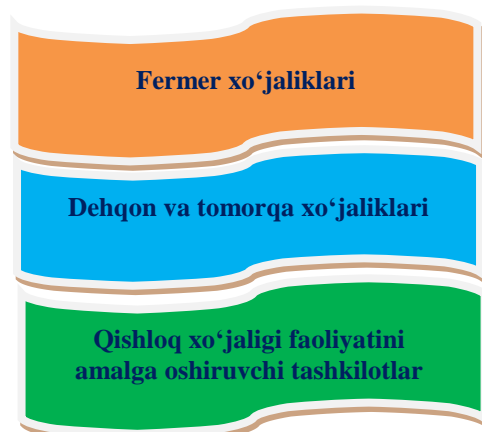 Fermer xo‘jaliklari
Dehqon va tomorqa xo‘jaliklari
Qishloq xo‘jaligi faoliyatini
amalga oshiruvchi tashkilotlar